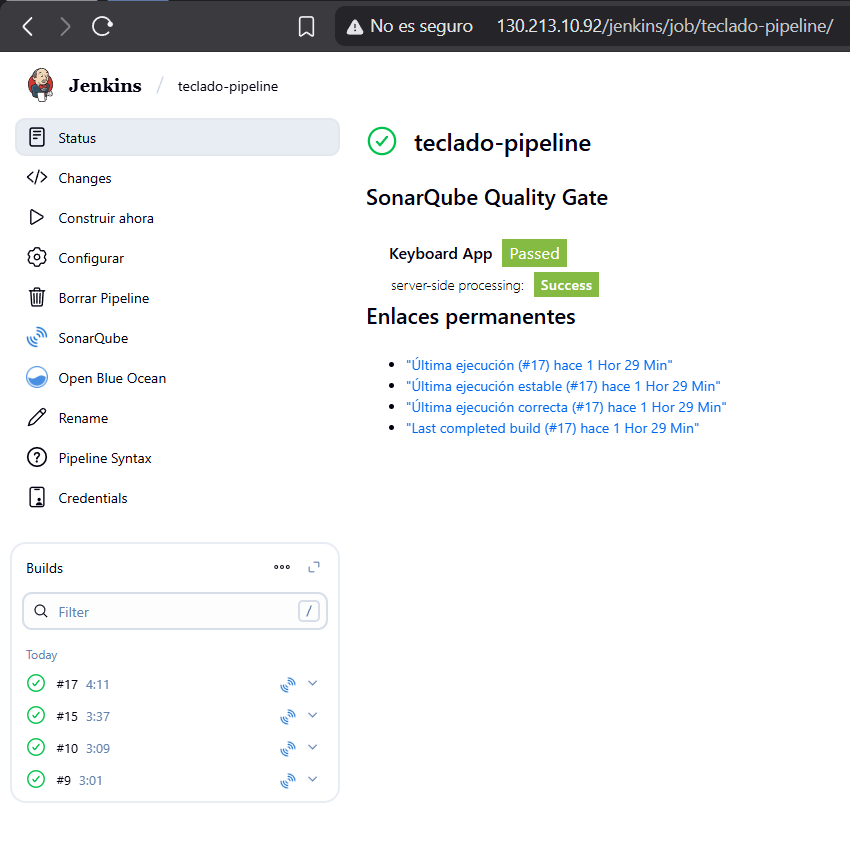 No es seguro 130.213.10.92/jenkins/job/teclado-pipeline/
Jenkins / teclado-pipeline
Status
Changes
Construir ahora
Configurar
Borrar Pipeline
SonarQube
Open Blue Ocean
Rename
Pipeline Syntax
Credentials
Builds
Filter /
Today
#17 4:11
#15 3:37
#10 3:09
#9 3:01
teclado-pipeline
SonarQube Quality Gate
Keyboard App Passed
server-side processing: Success
Enlaces permanentes
"Última ejecución (#17) hace 1 Hor 29 Min"
"Última ejecución estable (#17) hace 1 Hor 29 Min"
"Última ejecución correcta (#17) hace 1 Hor 29 Min"
"Last completed build (#17) hace 1 Hor 29 Min"